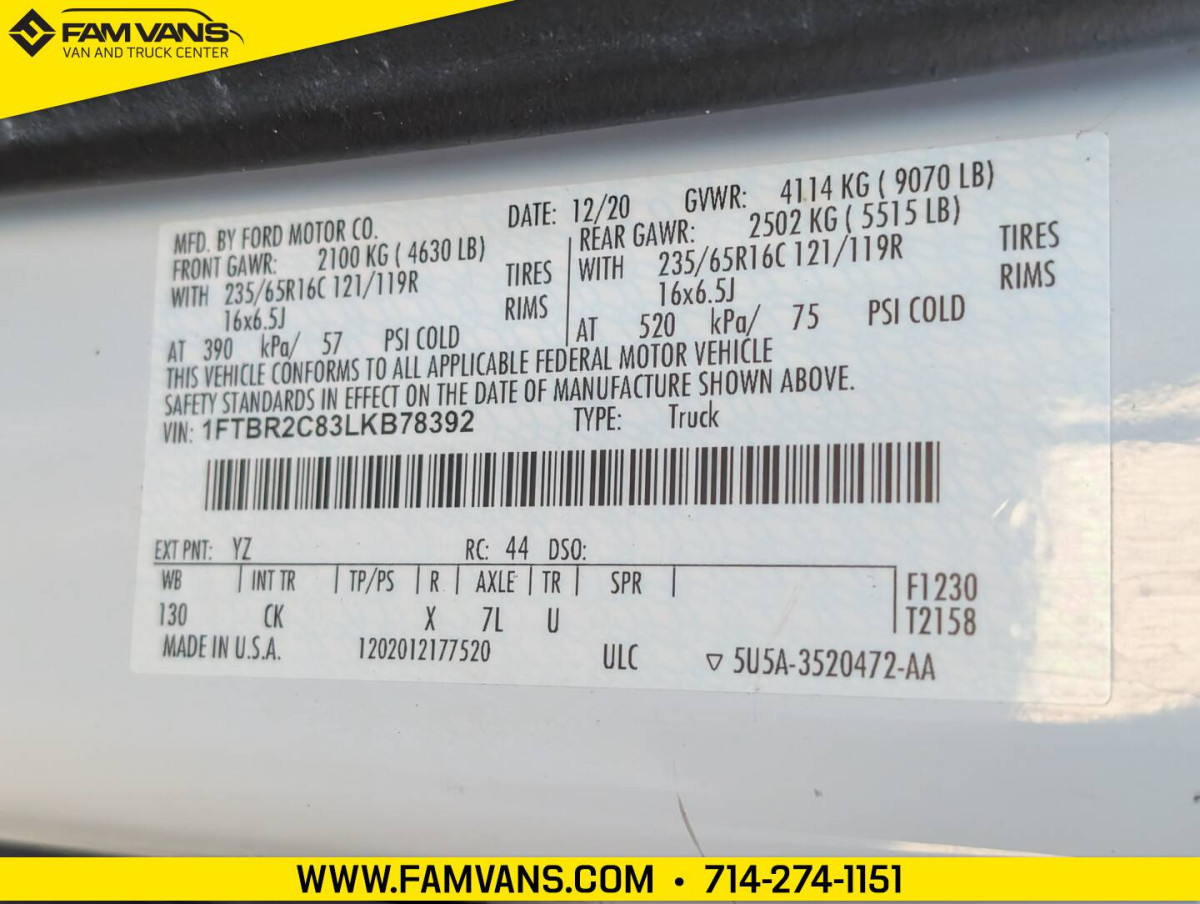 FAM VANS
VAN AND TRUCK CENTER
MFD. BY FORD MOTOR CO. DATE: 12/20 GVWR: 4114 KG ( 9070 LB)
FRONT GAWR: 2100 KG ( 4630 LB) REAR GAWR: 2502 KG ( 5515 LB)
WITH 235/65R16C 121/119R TIRES WITH 235/65R16C 121/119R TIRES
16x6.5J RIMS 16x6.5J RIMS
AT 390 kPa/ 57 PSI COLD AT 520 kPa/ 75 PSI COLD
THIS VEHICLE CONFORMS TO ALL APPLICABLE FEDERAL MOTOR VEHICLE
SAFETY STANDARDS IN EFFECT ON THE DATE OF MANUFACTURE SHOWN ABOVE.
VIN: 1FTBR2C83LKB78392 TYPE: Truck
EXT PNT: YZ RC: 44 DSO:
WB INT TR TP/PS R AXLE TR SPR F1230
130 CK X 7L U T2158
MADE IN U.S.A. 1202012177520 ULC ▽ 5U5A-3520472-AA
WWW.FAMVANS.COM • 714-274-1151